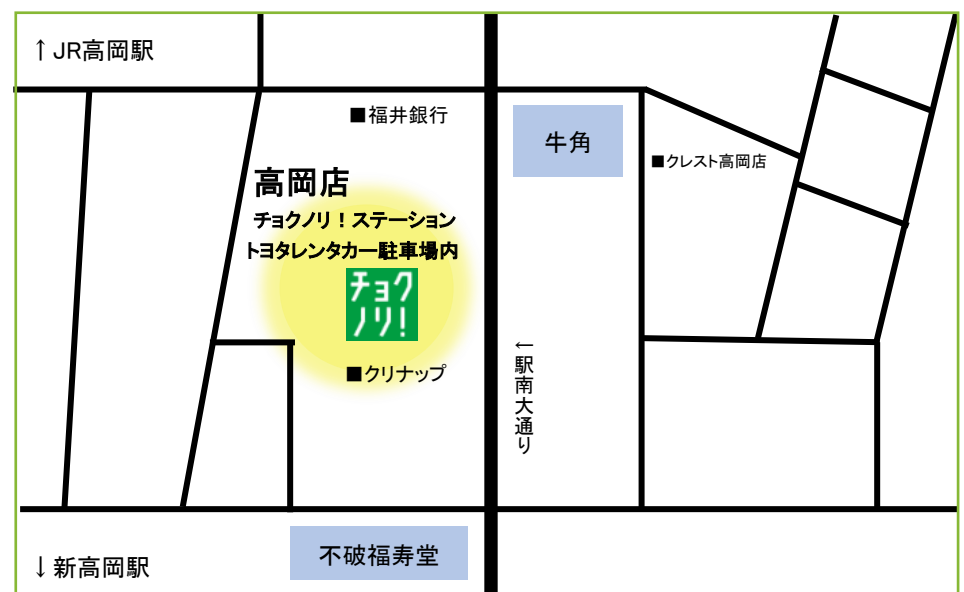 ↑JR高岡駅
■福井銀行
牛角
■クレスト高岡店
高岡店
チョクノリ！ステーション
トヨタレンタカー駐車場内
チョク
ノリ！
■クリナップ
←駅南大通り
不破福寿堂
↓新高岡駅